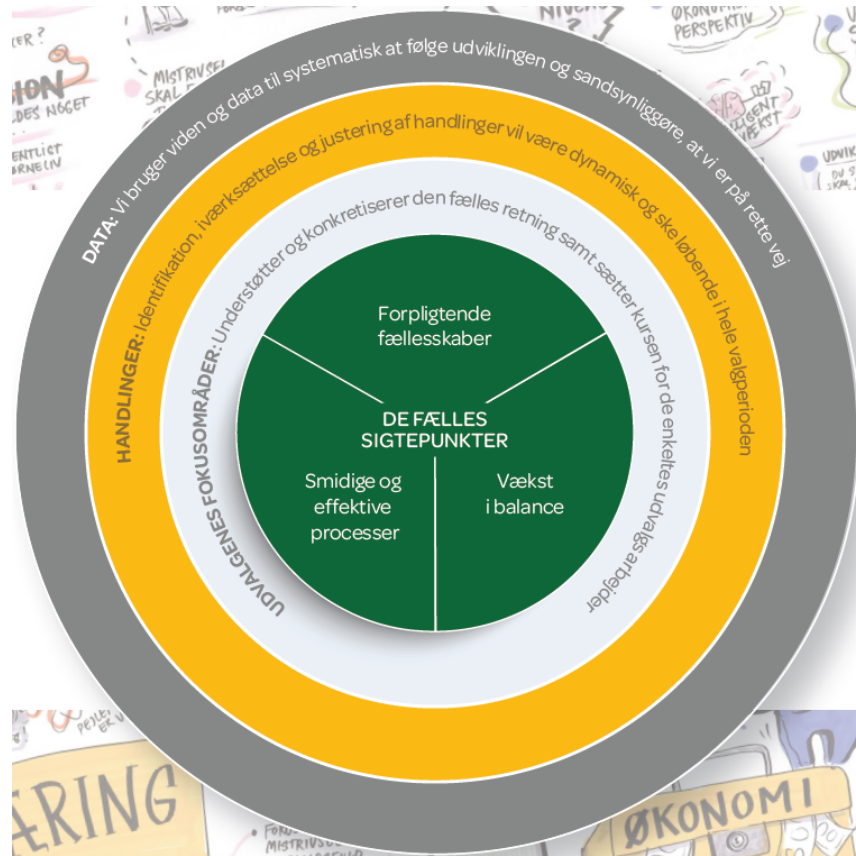 ER?
DES NOGET
MISTRIVSEL
SKAL
ØKONOMI
PERSPEKTIV
VÆKST
DATA: Vi bruger viden og data til systematisk at følge udviklingen og sandsynliggøre, at vi er på rette vej
HANDLINGER: Identifikation, iværksættelse og justering af handlinger vil være dynamisk og ske løbende i hele valgperioden
UDVALGENES FOKUSOMRÅDER: Understøtter og konkretiserer den fælles retning samt sætter kursen for de enkeltes udvalgs arbejder
Forpligtende
fællesskaber
DE FÆLLES
SIGTEPUNKTER
Smidige og
effektive
processer
Vækst
i balance
ÆRING
ØKONOMI